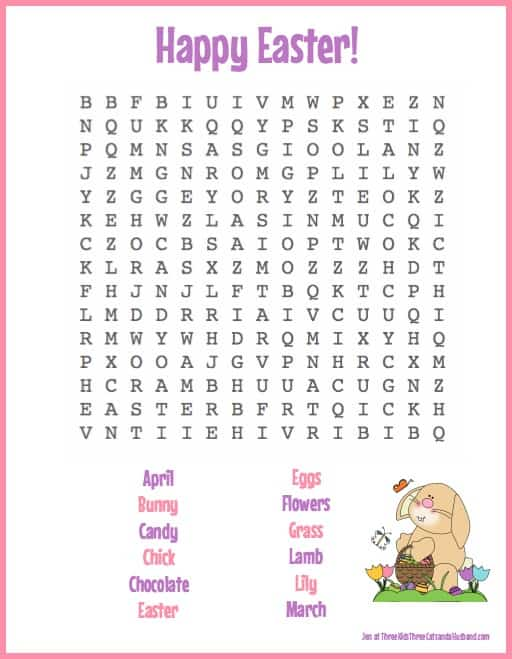 Happy Easter!
B B F B I U I V M W P X E Z N
N Q U K K Q Q Y P S K S T I Q
P Q M N S A S G I O O L A N Z
J Z M G N R O M G P L I L Y W
Y Z G G E Y O R Y Z T E O K Z
K E H W Z L A S I N M U C Q I
C Z O C B S A I O P T W O K C
K L R A S X Z M O Z Z Z H D T
F H J N J L F T B Q K T C P H
L M D D R R I A I V C U U Q I
R M W Y W H D R Q M I X Y H Q
P X O O A J G V P N H R C X M
H C R A M B H U U A C U G N Z
E A S T E R B F R T Q I C K H
V N T I I E H I V R I B I B Q
April Eggs
Bunny Flowers
Candy Grass
Chick Lamb
Chocolate Lily
Easter March
Jen at ThreeKidsThreeCatsandaHusband.com